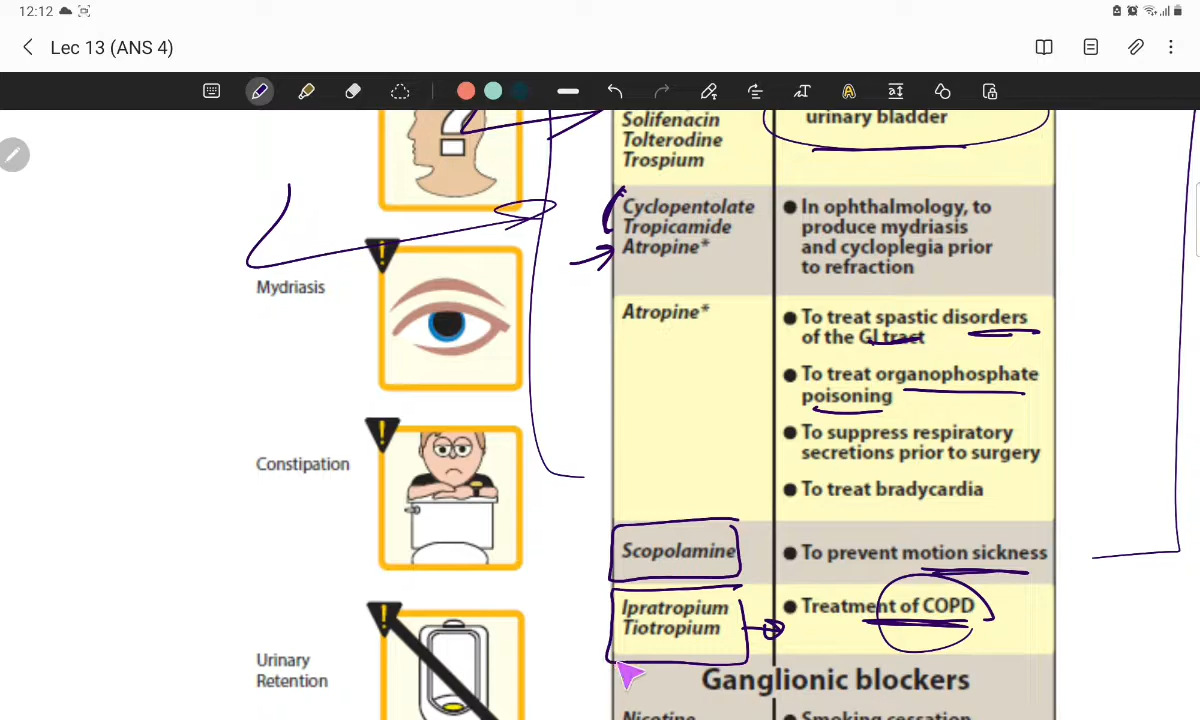 12:12
Lec 13 (ANS 4)
Solifenacin
Tolterodine
Trospium
urinary bladder
Cyclopentolate
Tropicamide
Atropine*
● In ophthalmology, to
produce mydriasis
and cycloplegia prior
to refraction
Mydriasis
Atropine*
● To treat spastic disorders
of the GI tract
● To treat organophosphate
poisoning
● To suppress respiratory
secretions prior to surgery
● To treat bradycardia
Constipation
Scopolamine
● To prevent motion sickness
Ipratropium
Tiotropium
● Treatment of COPD
Urinary
Retention
Ganglionic blockers
Nicotine
● Smoking cessation